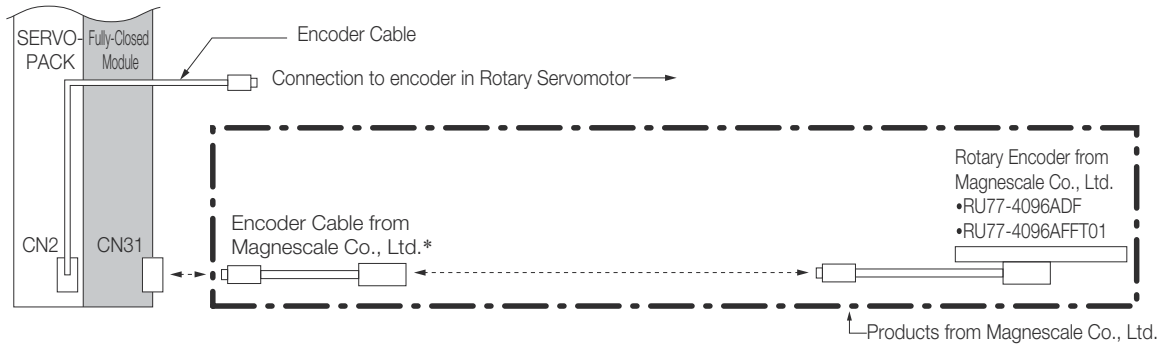 SERVO-
PACK
Fully-Closed
Module
Encoder Cable
Connection to encoder in Rotary Servomotor
Rotary Encoder from
Magnescale Co., Ltd.
•RU77-4096ADF
•RU77-4096AFFT01
Encoder Cable from
Magnescale Co., Ltd.*
CN2
CN31
Products from Magnescale Co., Ltd.